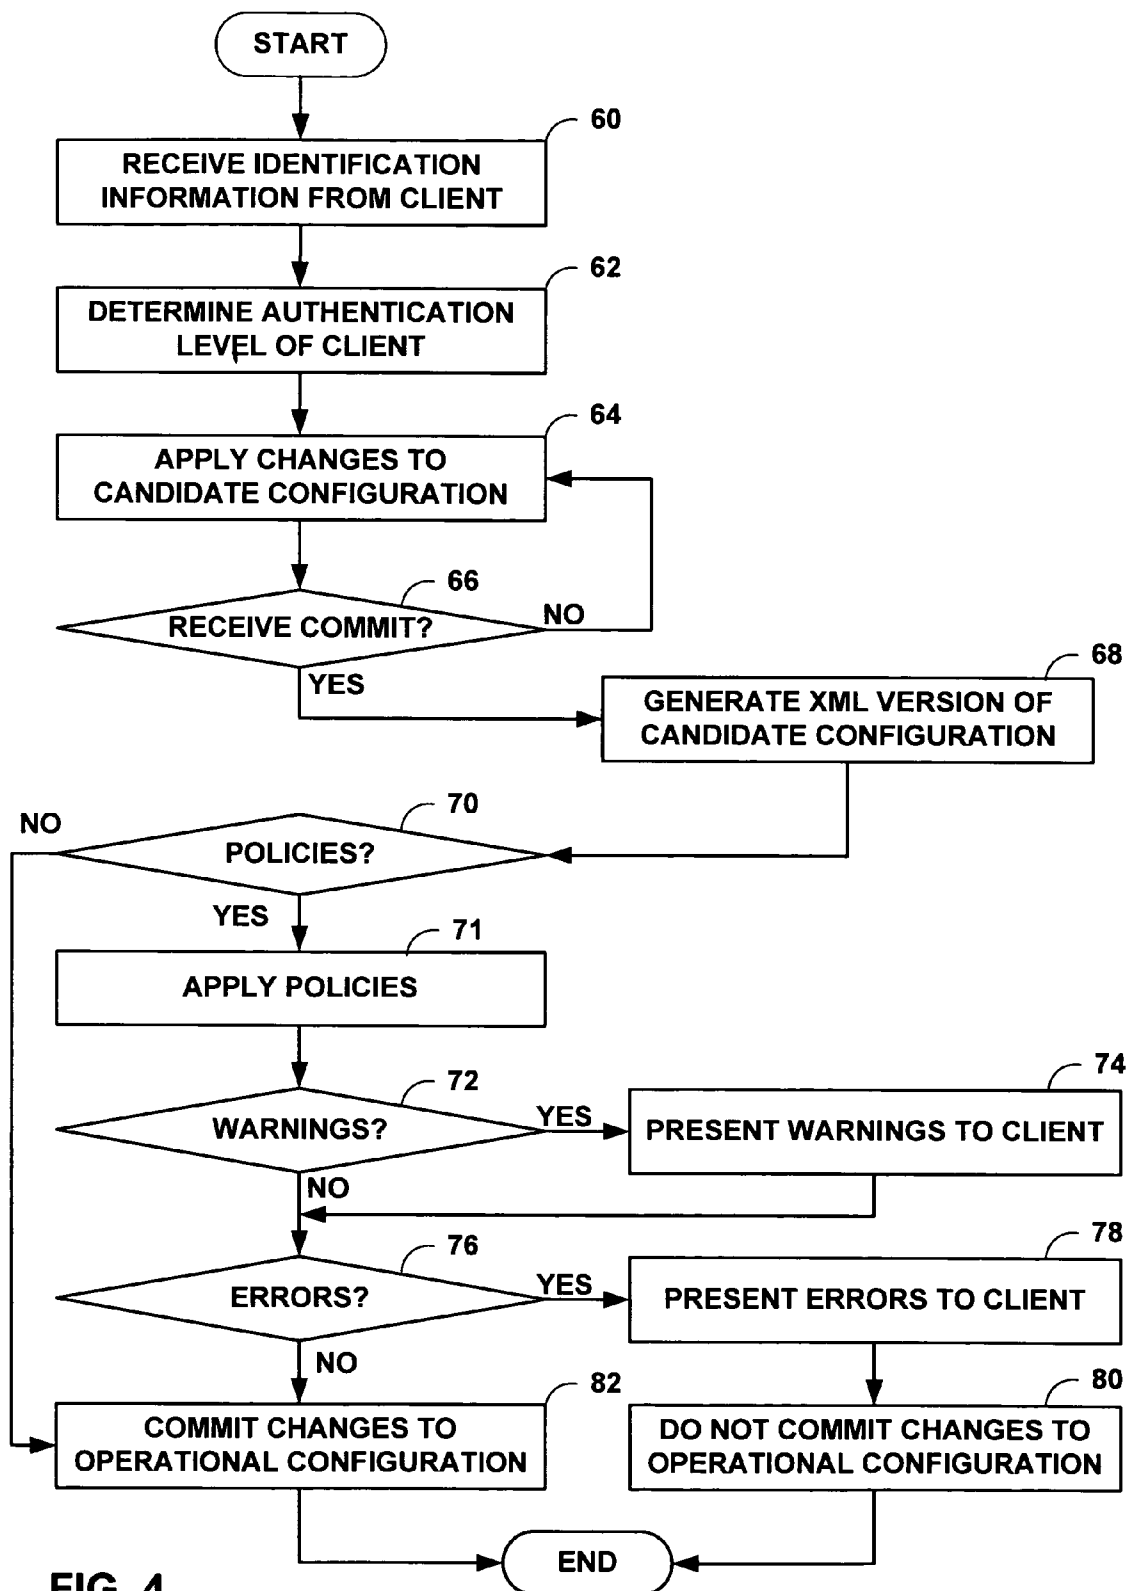 START
60
RECEIVE IDENTIFICATION
INFORMATION FROM CLIENT
62
DETERMINE AUTHENTICATION
LEVEL OF CLIENT
64
APPLY CHANGES TO
CANDIDATE CONFIGURATION
66
RECEIVE COMMIT?
NO
YES
68
GENERATE XML VERSION OF
CANDIDATE CONFIGURATION
70
NO
POLICIES?
YES
71
APPLY POLICIES
72
WARNINGS?
YES
74
PRESENT WARNINGS TO CLIENT
NO
76
ERRORS?
YES
78
PRESENT ERRORS TO CLIENT
NO
82
COMMIT CHANGES TO
OPERATIONAL CONFIGURATION
80
DO NOT COMMIT CHANGES TO
OPERATIONAL CONFIGURATION
END
FIG. 4